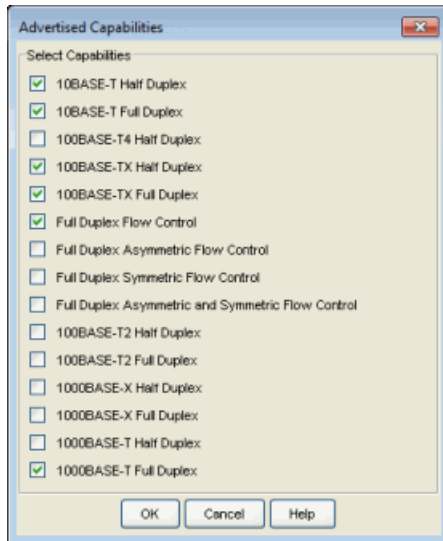 Advertised Capabilities
Select Capabilities
10BASE-T Half Duplex
10BASE-T Full Duplex
100BASE-T4 Half Duplex
100BASE-TX Half Duplex
100BASE-TX Full Duplex
Full Duplex Flow Control
Full Duplex Asymmetric Flow Control
Full Duplex Symmetric Flow Control
Full Duplex Asymmetric and Symmetric Flow Control
100BASE-T2 Half Duplex
100BASE-T2 Full Duplex
1000BASE-X Half Duplex
1000BASE-X Full Duplex
1000BASE-T Half Duplex
1000BASE-T Full Duplex
OK Cancel Help